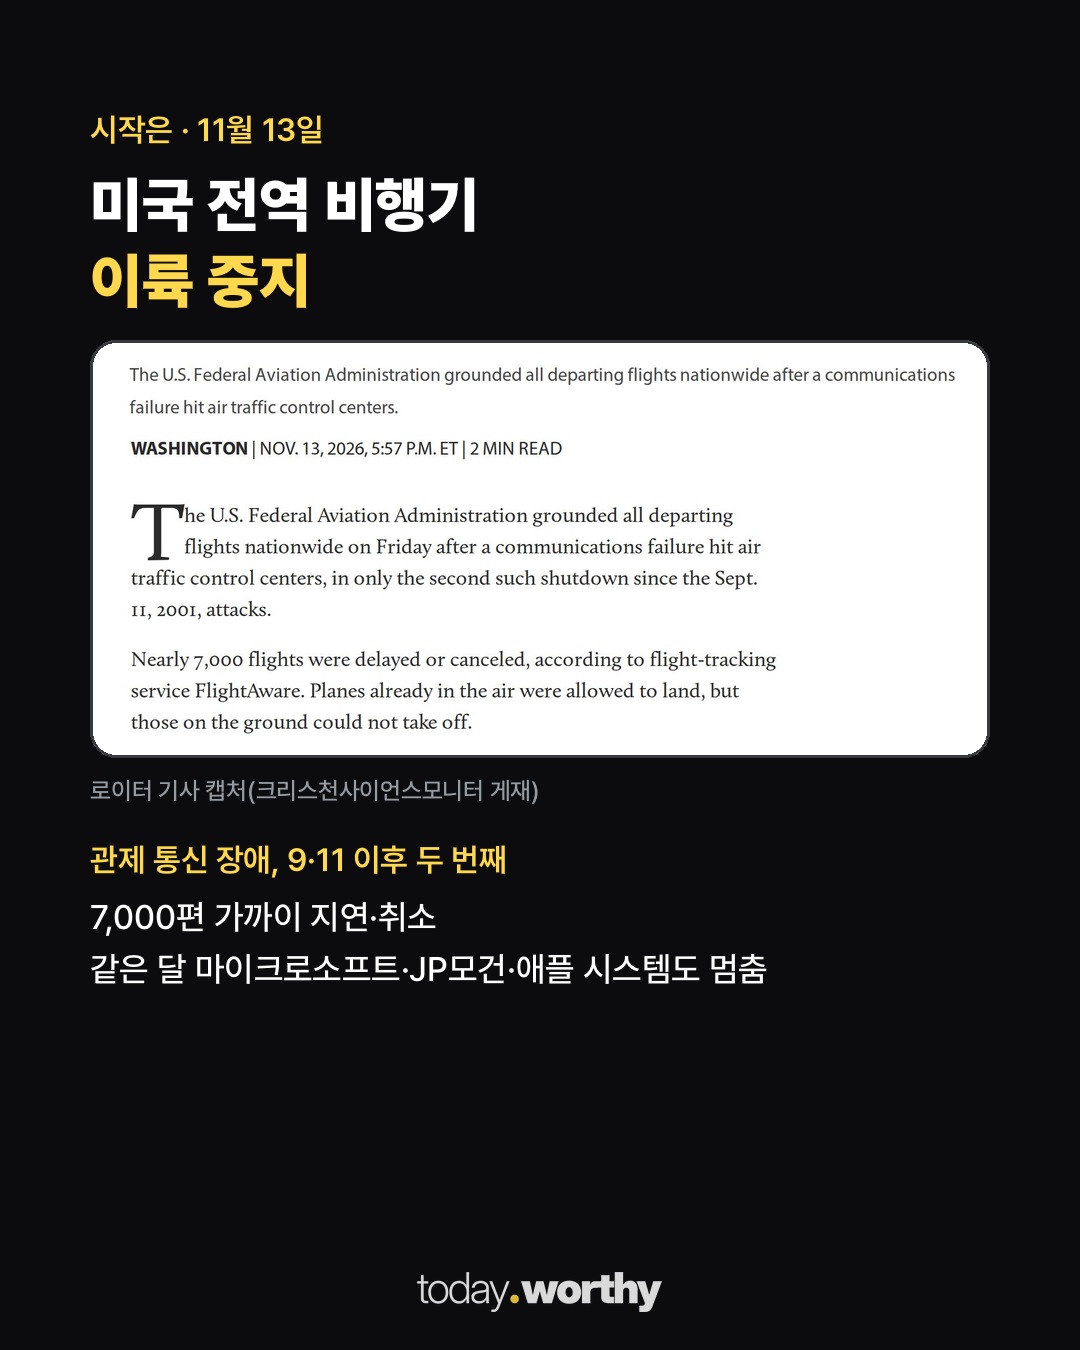 시작은 · 11월 13일
미국 전역 비행기
이륙 중지
The U.S. Federal Aviation Administration grounded all departing flights nationwide after a communications
failure hit air traffic control centers.
WASHINGTON | NOV. 13, 2026, 5:57 P.M. ET | 2 MIN READ
The U.S. Federal Aviation Administration grounded all departing
flights nationwide on Friday after a communications failure hit air
traffic control centers, in only the second such shutdown since the Sept.
11, 2001, attacks.
Nearly 7,000 flights were delayed or canceled, according to flight-tracking
service FlightAware. Planes already in the air were allowed to land, but
those on the ground could not take off.
로이터 기사 캡처(크리스천사이언스모니터 게재)
관제 통신 장애, 9·11 이후 두 번째
7,000편 가까이 지연·취소
같은 달 마이크로소프트·JP모건·애플 시스템도 멈춤
today.worthy